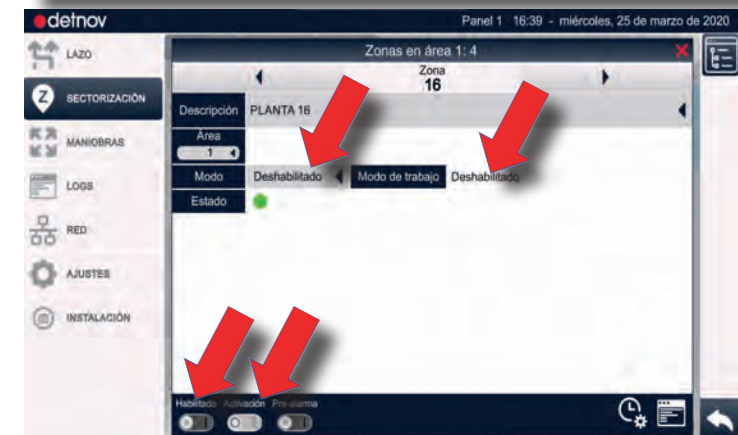 detnov
Panel 1 16:39 - miércoles, 25 de marzo de 2020
LAZO
Zonas en área 1: 4
Zona
16
Z SECTORIZACIÓN
Descripción PLANTA 16
Área
1
MANIOBRAS
Modo Deshabilitado Modo de trabajo Deshabilitado
LOGS
Estado
RED
AJUSTES
INSTALACIÓN
Habilitado Activación Pre-alarma